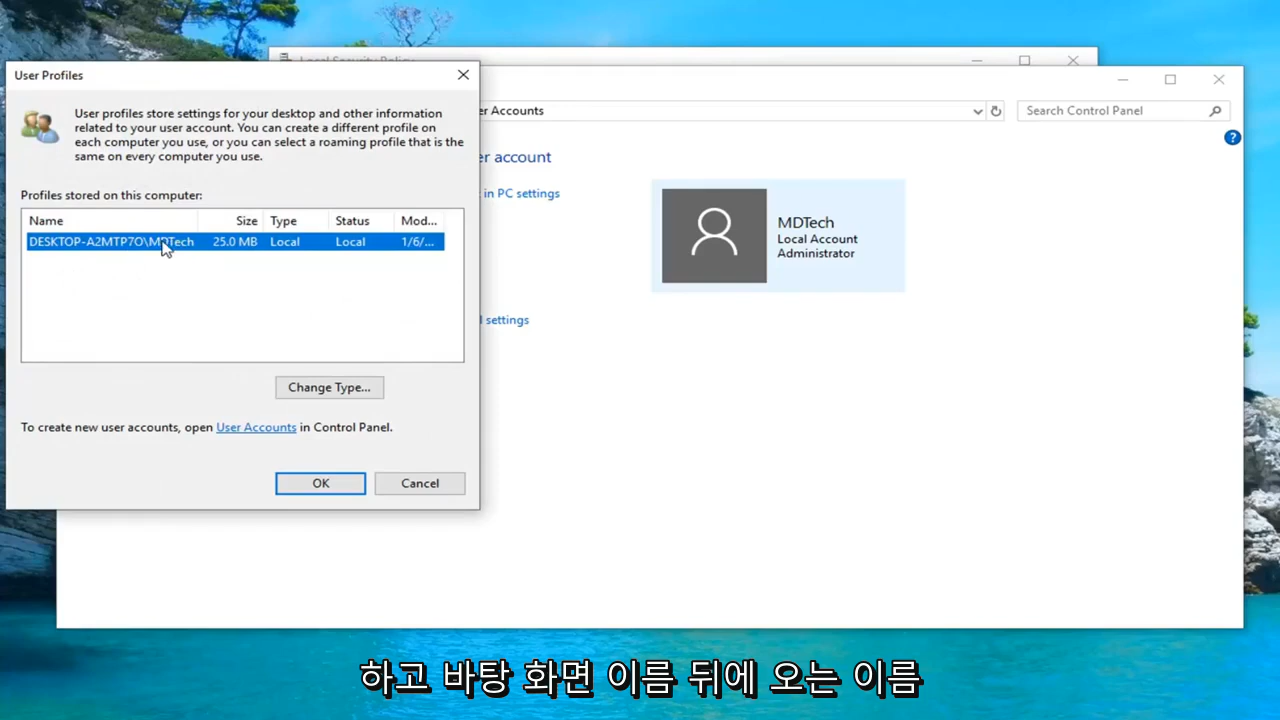 Local Security Policy
User Profiles
User profiles store settings for your desktop and other information
related to your user account. You can create a different profile on
each computer you use, or you can select a roaming profile that is the
same on every computer you use.
Profiles stored on this computer:
Name Size Type Status Mod...
DESKTOP-A2MTP7O\MDTech 25.0 MB Local Local 1/6/...
Change Type...
To create new user accounts, open User Accounts in Control Panel.
OK Cancel
er Accounts
Search Control Panel
er account
in PC settings
MDTech
Local Account
Administrator
settings
하고 바탕 화면 이름 뒤에 오는 이름